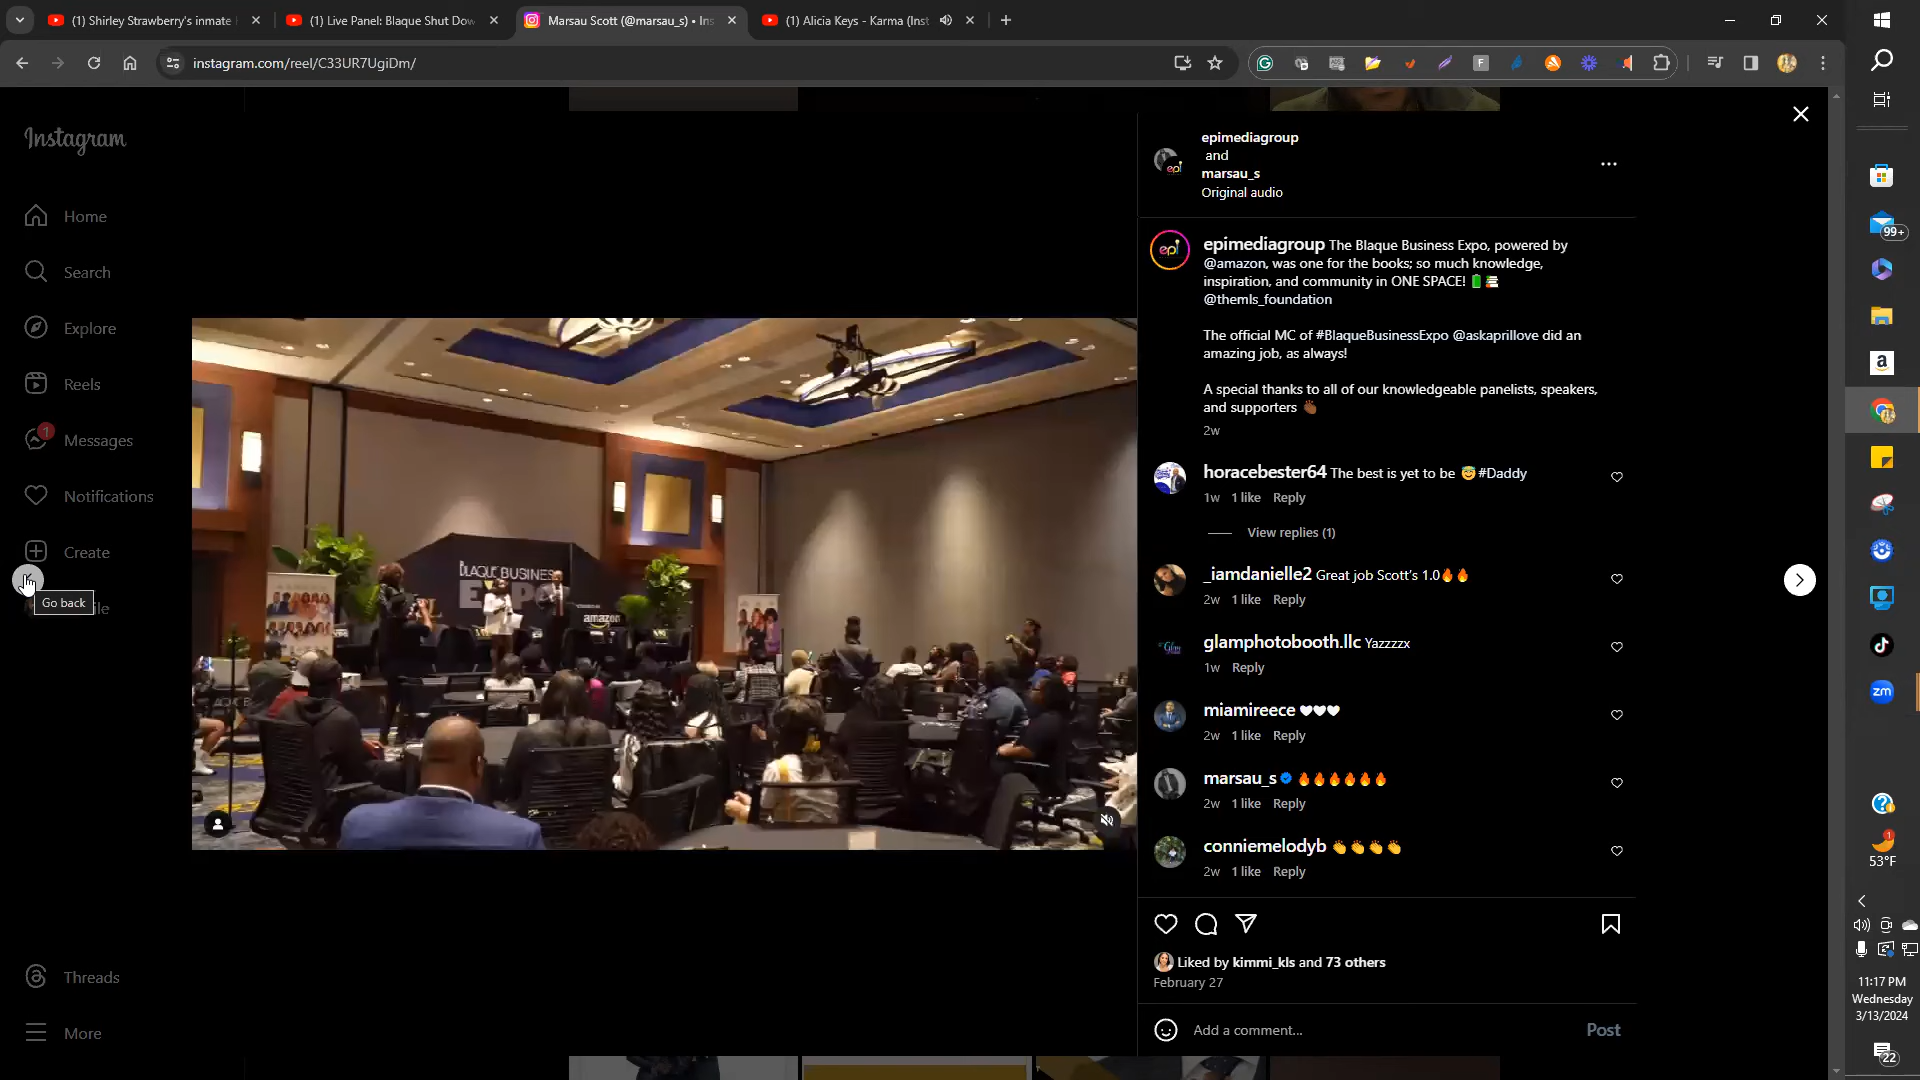 (1) Shirley Strawberry's inmate
(1) Live Panel: Blaque Shut Dow
Marsau Scott (@marsau_s) • Ins
(1) Alicia Keys - Karma (Inst
instagram.com/reel/C33UR7UgiDm/
Instagram
Home
Search
Explore
Reels
1
Messages
Notifications
Create
Go back
Threads
More
BLAQUE BUSINESS
EXPO
amazon
epimediagroup
and
marsau_s
Original audio
epi
epimediagroup The Blaque Business Expo, powered by
@amazon, was one for the books; so much knowledge,
inspiration, and community in ONE SPACE! 🔋📚
@themls_foundation
The official MC of #BlaqueBusinessExpo @askaprillove did an
amazing job, as always!
A special thanks to all of our knowledgeable panelists, speakers,
and supporters 👏🏾
2w
horacebester64 The best is yet to be 😇#Daddy
1w 1 like Reply
View replies (1)
_iamdanielle2 Great job Scott's 1.0🔥🔥
2w 1 like Reply
glamphotobooth.llc Yazzzzx
1w Reply
miamireece 🤍🤍🤍
2w 1 like Reply
marsau_s 🔥🔥🔥🔥🔥🔥
2w 1 like Reply
conniemelodyb 👏👏👏👏
2w 1 like Reply
Liked by kimmi_kls and 73 others
February 27
Add a comment...
Post
99+
a
zm
1
53°F
11:17 PM
Wednesday
3/13/2024
22